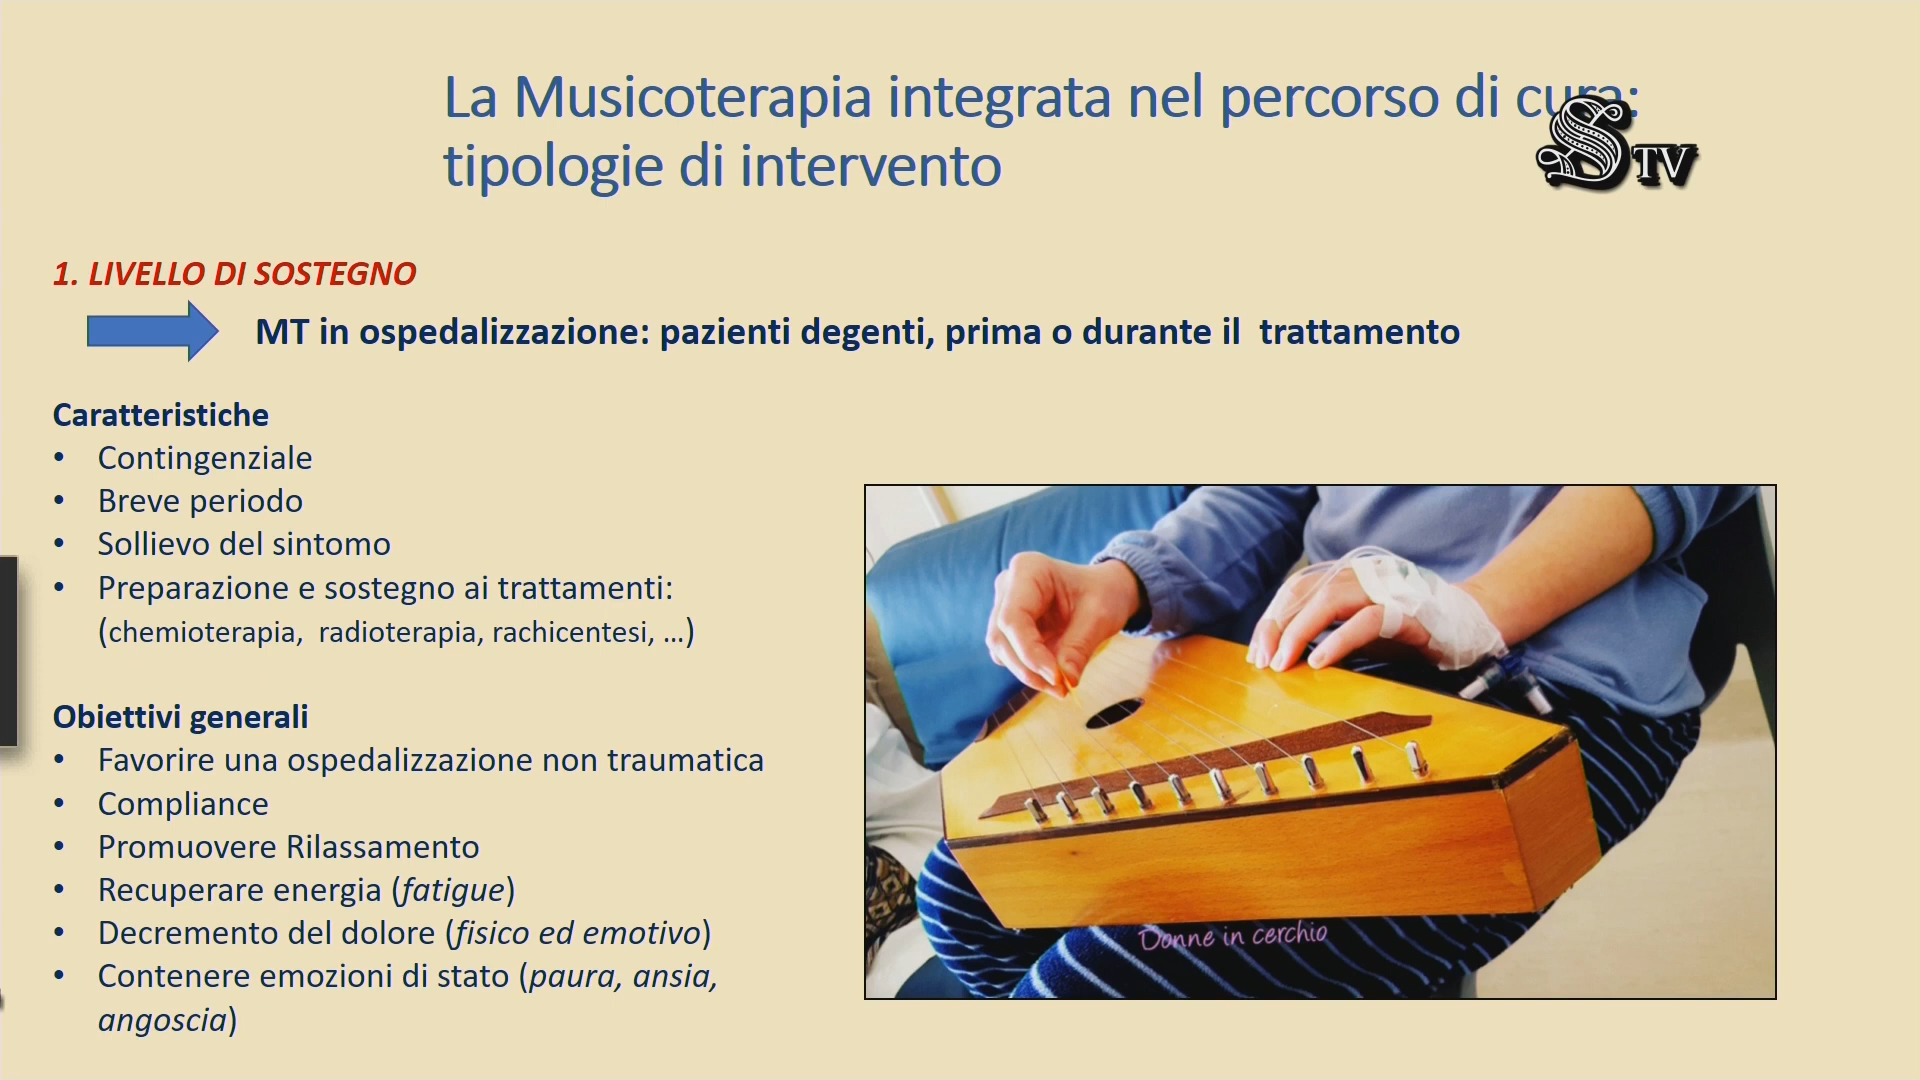 La Musicoterapia integrata nel percorso di cura:
tipologie di intervento
S TV
1. LIVELLO DI SOSTEGNO
MT in ospedalizzazione: pazienti degenti, prima o durante il  trattamento
Caratteristiche
• Contingenziale
• Breve periodo
• Sollievo del sintomo
• Preparazione e sostegno ai trattamenti:
(chemioterapia,  radioterapia, rachicentesi, ...)
Obiettivi generali
• Favorire una ospedalizzazione non traumatica
• Compliance
• Promuovere Rilassamento
• Recuperare energia (fatigue)
• Decremento del dolore (fisico ed emotivo)
• Contenere emozioni di stato (paura, ansia,
angoscia)
Donne in cerchio